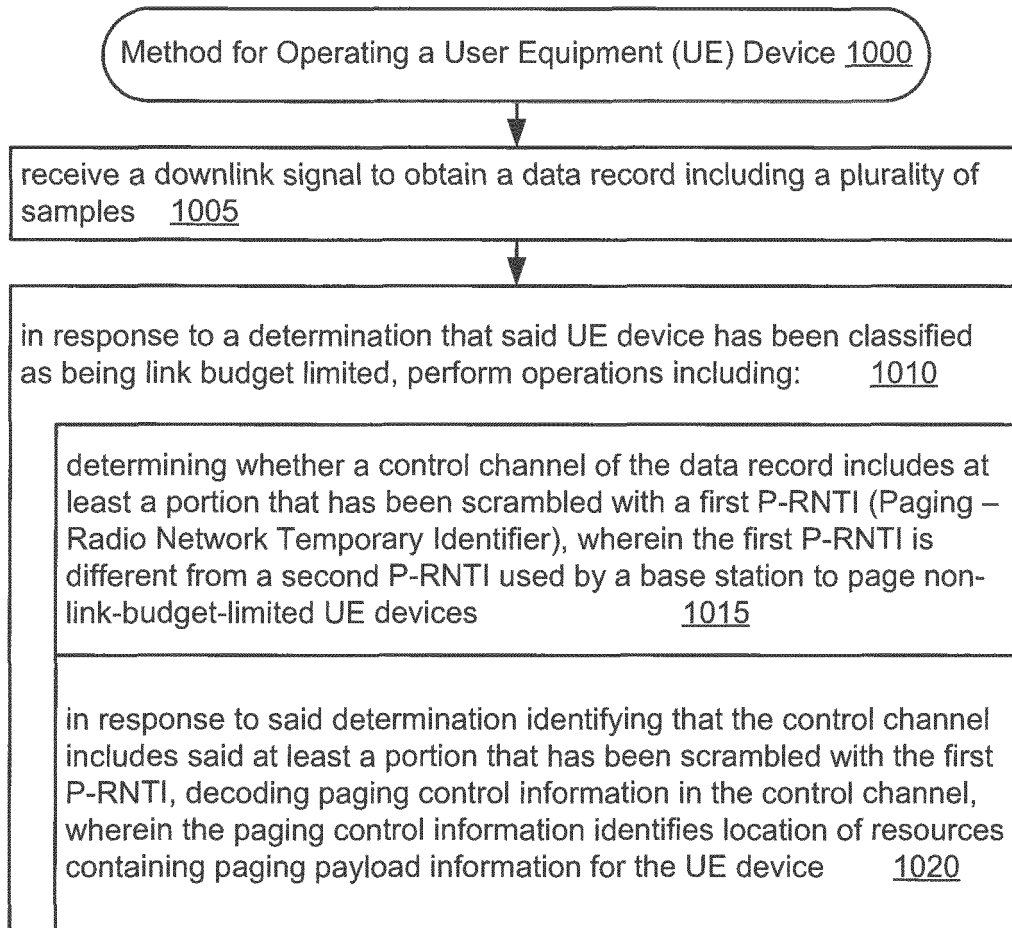 Method for Operating a User Equipment (UE) Device 1000
receive a downlink signal to obtain a data record including a plurality of
samples 1005
in response to a determination that said UE device has been classified
as being link budget limited, perform operations including: 1010
determining whether a control channel of the data record includes at
least a portion that has been scrambled with a first P-RNTI (Paging –
Radio Network Temporary Identifier), wherein the first P-RNTI is
different from a second P-RNTI used by a base station to page non-
link-budget-limited UE devices 1015
in response to said determination identifying that the control channel
includes said at least a portion that has been scrambled with the first
P-RNTI, decoding paging control information in the control channel,
wherein the paging control information identifies location of resources
containing paging payload information for the UE device 1020